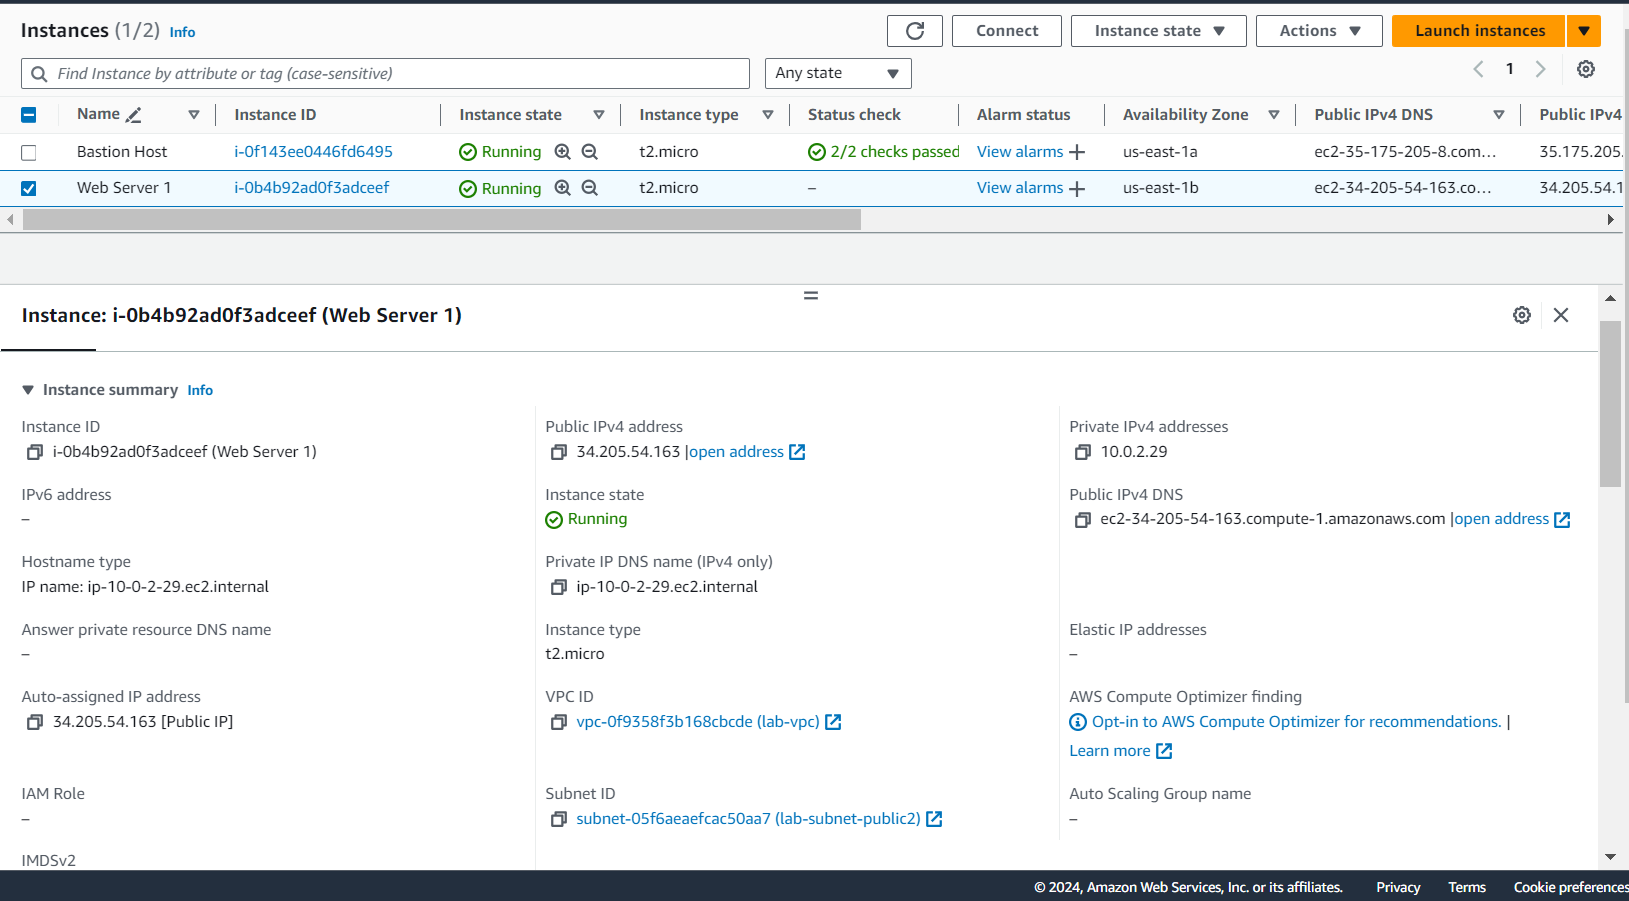 Instances (1/2) Info
Connect Instance state Actions Launch instances
Find Instance by attribute or tag (case-sensitive) Any state 1
Name Instance ID Instance state Instance type Status check Alarm status Availability Zone Public IPv4 DNS Public IPv4
Bastion Host i-0f143ee0446fd6495 Running t2.micro 2/2 checks passed View alarms + us-east-1a ec2-35-175-205-8.com... 35.175.205.
Web Server 1 i-0b4b92ad0f3adceef Running t2.micro – View alarms + us-east-1b ec2-34-205-54-163.co... 34.205.54.1
Instance: i-0b4b92ad0f3adceef (Web Server 1)
Instance summary Info
Instance ID Public IPv4 address Private IPv4 addresses
i-0b4b92ad0f3adceef (Web Server 1) 34.205.54.163 |open address 10.0.2.29
IPv6 address Instance state Public IPv4 DNS
– Running ec2-34-205-54-163.compute-1.amazonaws.com |open address
Hostname type Private IP DNS name (IPv4 only)
IP name: ip-10-0-2-29.ec2.internal ip-10-0-2-29.ec2.internal
Answer private resource DNS name Instance type Elastic IP addresses
– t2.micro –
Auto-assigned IP address VPC ID AWS Compute Optimizer finding
34.205.54.163 [Public IP] vpc-0f9358f3b168cbcde (lab-vpc) Opt-in to AWS Compute Optimizer for recommendations. |
Learn more
IAM Role Subnet ID Auto Scaling Group name
– subnet-05f6aeaefcac50aa7 (lab-subnet-public2) –
IMDSv2
© 2024, Amazon Web Services, Inc. or its affiliates. Privacy Terms Cookie preferences